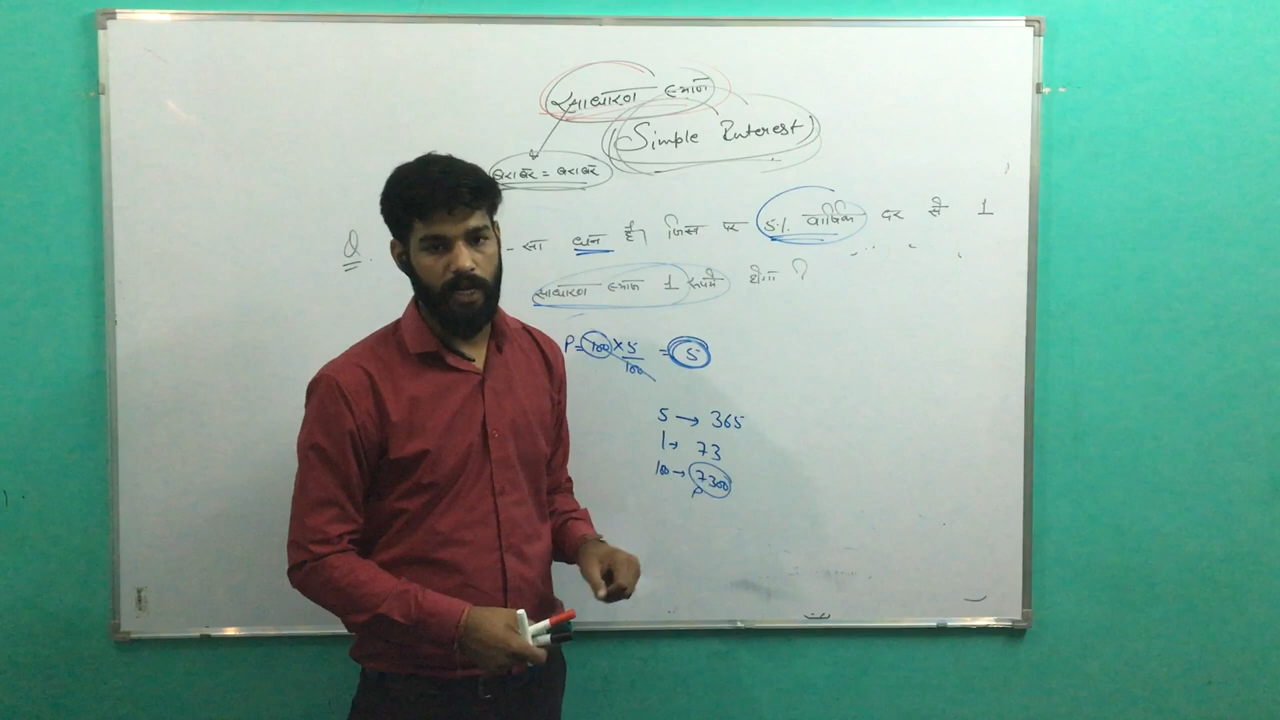 साधारण ब्याज
(Simple Interest)
बराबर = बराबर
Q. - सा धन है। जिस पर 5% वार्षिक दर से 1
साधारण ब्याज 1 रूपये होगा ?
P = 100 × 5/100 = 5
5 → 365
1 → 73
100 → 7300
P